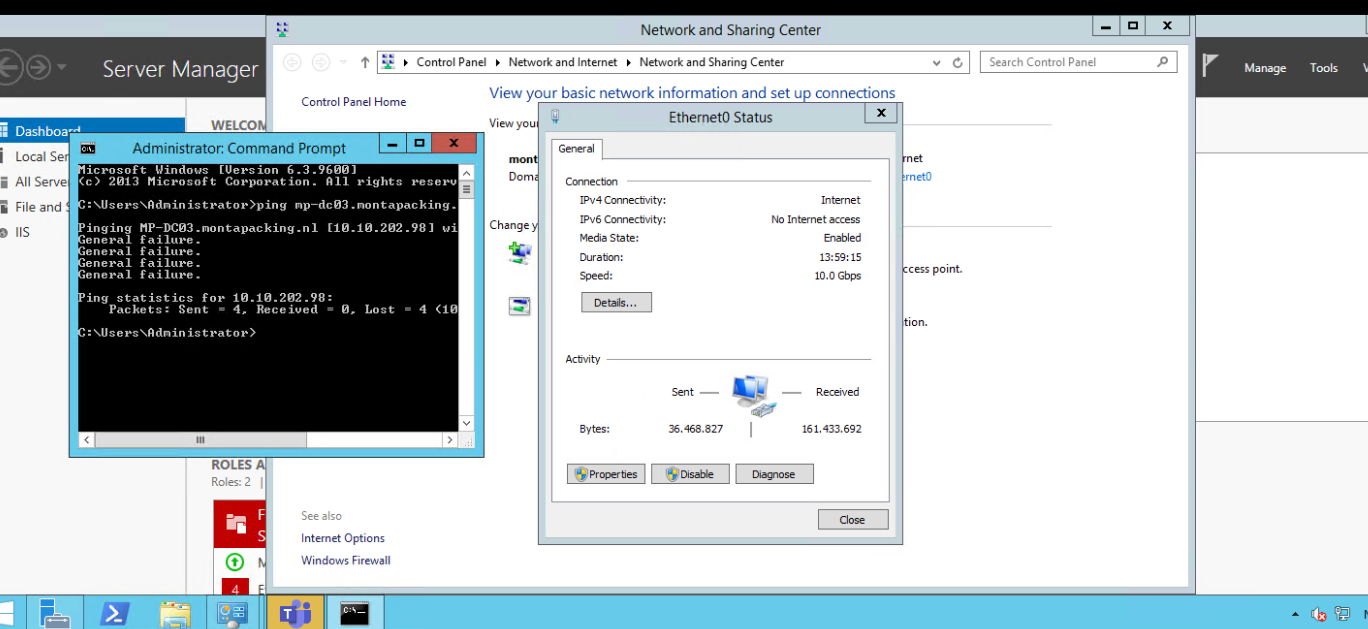 Network and Sharing Center
Server Manager
Control Panel
Network and Internet
Network and Sharing Center
Search Control Panel
Manage
Tools
Control Panel Home
View your basic network information and set up connections
View your
mont
Doma
rnet
ernet0
Change y
ccess point.
tion.
Dashboard
Local Ser
All Server
File and S
IIS
WELCOM
ROLES A
Roles: 2 |
F
S
M
4 E
Administrator: Command Prompt
Microsoft Windows [Version 6.3.9600]
(c) 2013 Microsoft Corporation. All rights reserv
C:\Users\Administrator>ping mp-dc03.montapacking.
Pinging MP-DC03.montapacking.nl [10.10.202.98] wi
General failure.
General failure.
General failure.
General failure.
Ping statistics for 10.10.202.98:
Packets: Sent = 4, Received = 0, Lost = 4 (10
C:\Users\Administrator>
Ethernet0 Status
General
Connection
IPv4 Connectivity: Internet
IPv6 Connectivity: No Internet access
Media State: Enabled
Duration: 13:59:15
Speed: 10.0 Gbps
Details...
Activity
Sent Received
Bytes: 36.468.827 161.433.692
Properties Disable Diagnose
Close
See also
Internet Options
Windows Firewall